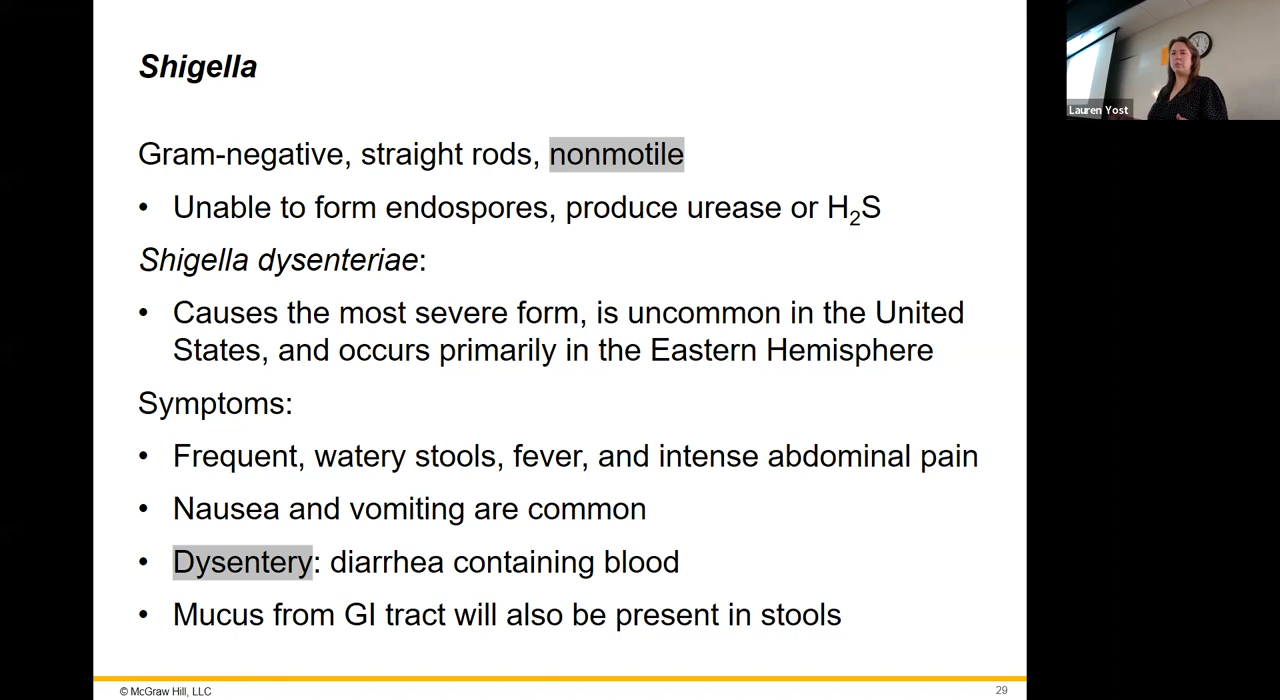 Shigella
Lauren Yost
Gram-negative, straight rods, nonmotile
• Unable to form endospores, produce urease or H₂S
Shigella dysenteriae:
• Causes the most severe form, is uncommon in the United
States, and occurs primarily in the Eastern Hemisphere
Symptoms:
• Frequent, watery stools, fever, and intense abdominal pain
• Nausea and vomiting are common
• Dysentery: diarrhea containing blood
• Mucus from GI tract will also be present in stools
© McGraw Hill, LLC
29